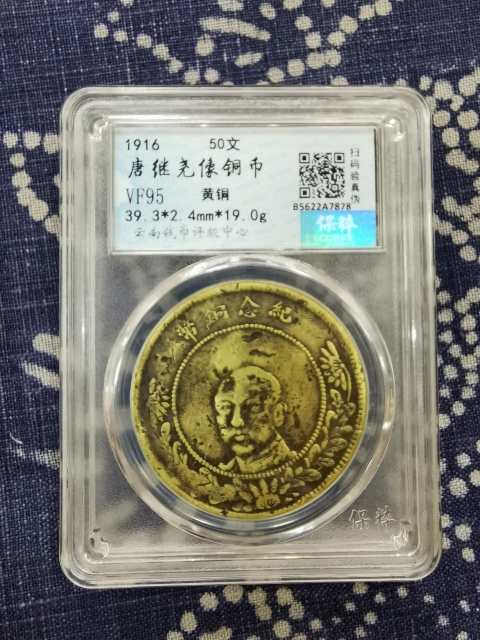 1916 50文
唐继尧像铜币
VF95 黄铜
39.3*2.4mm*19.0g
云南钱币评级中心
扫码验真伪
B5622A7878
保粹
紀念銅幣
保粹